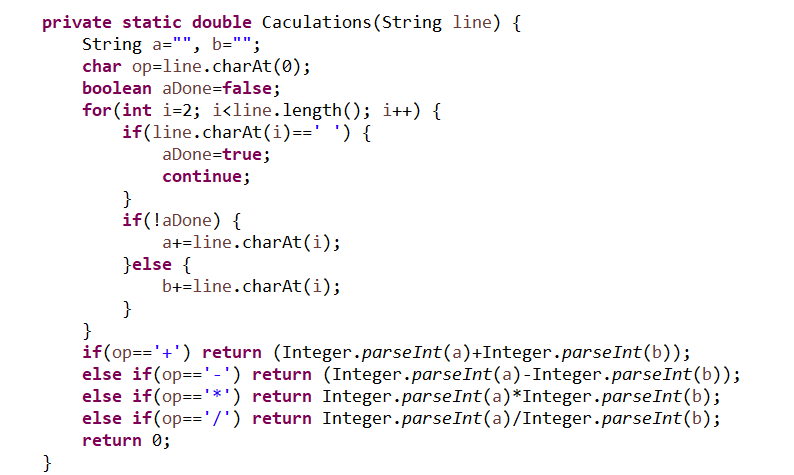 private static double Caculations(String line) {
String a="", b="";
char op=line.charAt(0);
boolean aDone=false;
for(int i=2; i<line.length(); i++) {
if(line.charAt(i)==' ') {
aDone=true;
continue;
}
if(!aDone) {
a+=line.charAt(i);
}else {
b+=line.charAt(i);
}
}
if(op=='+') return (Integer.parseInt(a)+Integer.parseInt(b));
else if(op=='-') return (Integer.parseInt(a)-Integer.parseInt(b));
else if(op=='*') return Integer.parseInt(a)*Integer.parseInt(b);
else if(op=='/') return Integer.parseInt(a)/Integer.parseInt(b);
return 0;
}